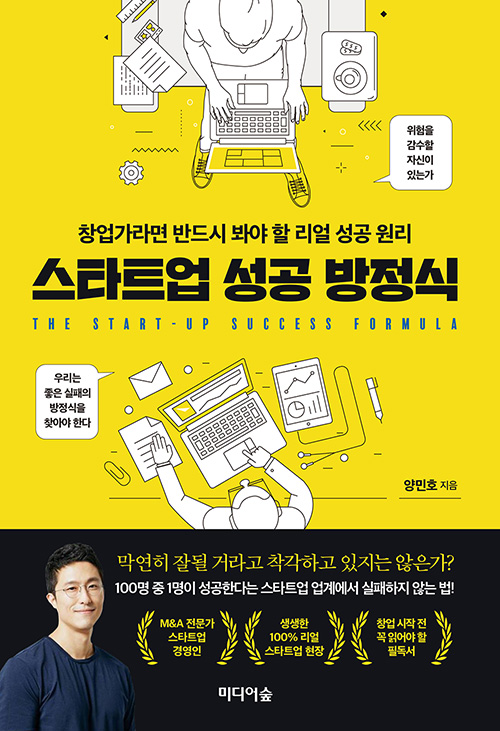 위험을
감수할
자신이
있는가
창업가라면 반드시 봐야 할 리얼 성공 원리
스타트업 성공 방정식
THE START-UP SUCCESS FORMULA
우리는
좋은 실패의
방정식을
찾아야 한다
양민호 지음
막연히 잘될 거라고 착각하고 있지는 않은가?
100명 중 1명이 성공한다는 스타트업 업계에서 실패하지 않는 법!
M&A 전문가
스타트업
경영인
생생한
100% 리얼
스타트업 현장
창업 시작 전
꼭 읽어야 할
필독서
미디어숲